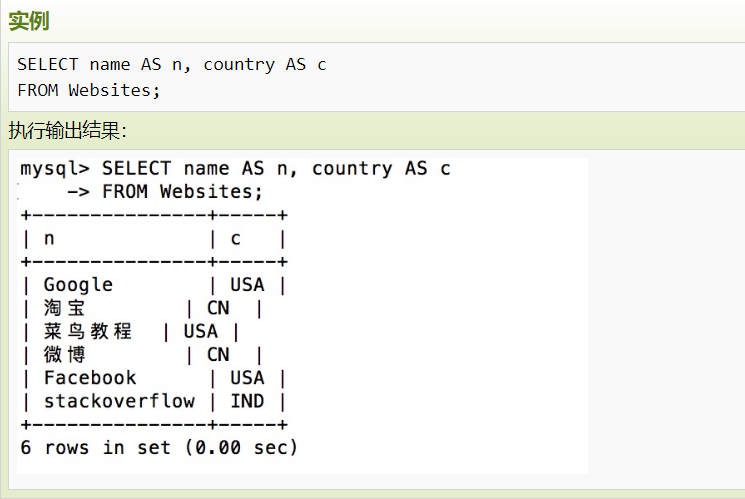 实例
SELECT name AS n, country AS c
FROM Websites;
执行输出结果：
mysql> SELECT name AS n, country AS c
    -> FROM Websites;
+---------------+-----+
| n             | c   |
+---------------+-----+
| Google        | USA |
| 淘宝        | CN  |
| 菜鸟教程  | USA |
| 微博        | CN  |
| Facebook      | USA |
| stackoverflow | IND |
+---------------+-----+
6 rows in set (0.00 sec)